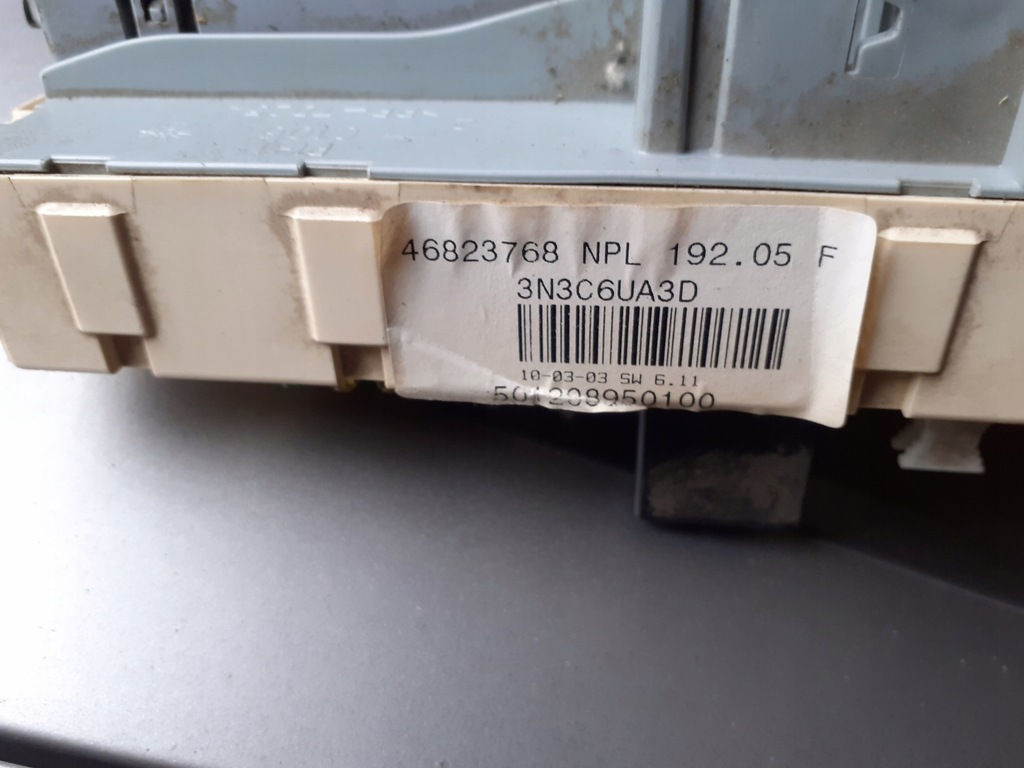 46823768 NPL 192.05 F
3N3C6UA3D
10-03-03 SW 6.11
501208950100